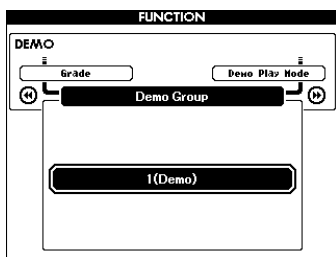 FUNCTION
DEMO
Grade
Demo Play Mode
Demo Group
1(Demo)